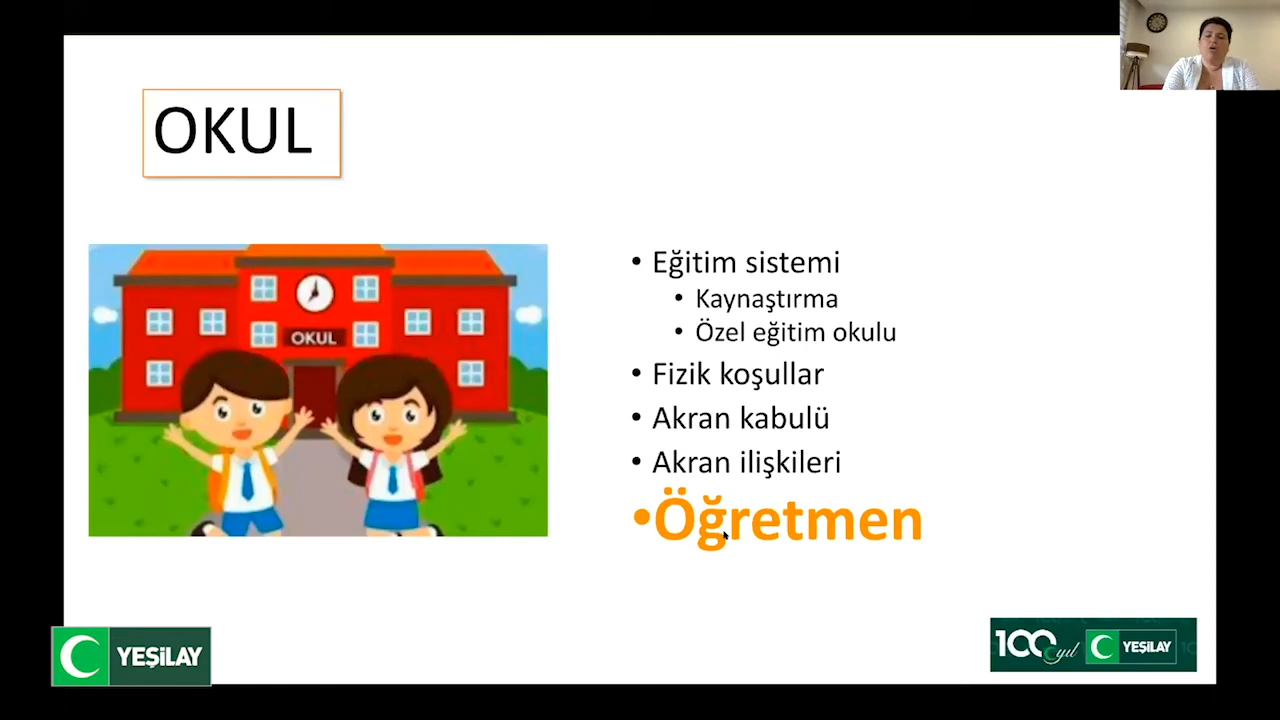 OKUL
OKUL
• Eğitim sistemi
• Kaynaştırma
• Özel eğitim okulu
• Fizik koşullar
• Akran kabulü
• Akran ilişkileri
•Öğretmen
YEŞİLAY
100 yıl YEŞİLAY